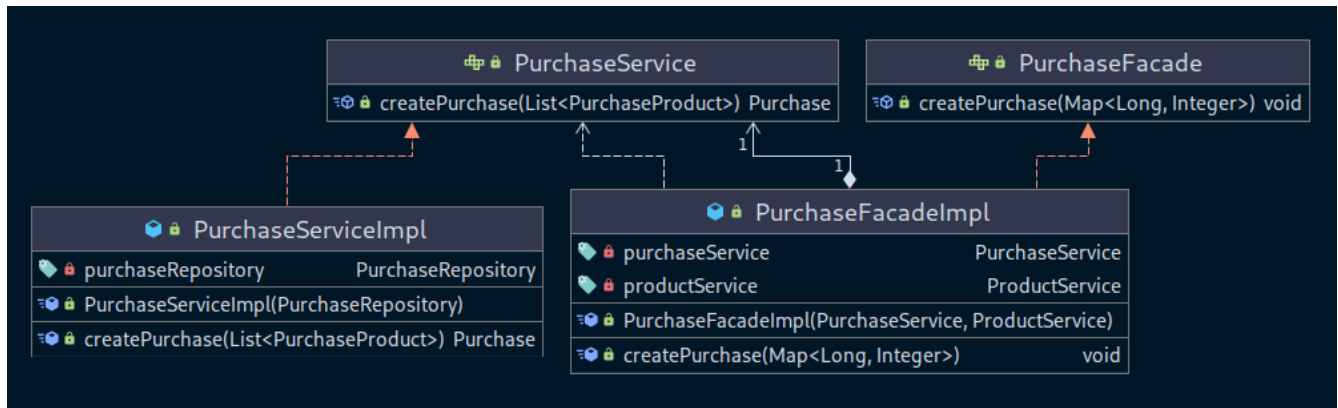 PurchaseService
createPurchase(List<PurchaseProduct>) Purchase
PurchaseFacade
createPurchase(Map<Long, Integer>) void
1
1
PurchaseServiceImpl
purchaseRepository PurchaseRepository
PurchaseServiceImpl(PurchaseRepository)
createPurchase(List<PurchaseProduct>) Purchase
PurchaseFacadeImpl
purchaseService PurchaseService
productService ProductService
PurchaseFacadeImpl(PurchaseService, ProductService)
createPurchase(Map<Long, Integer>) void